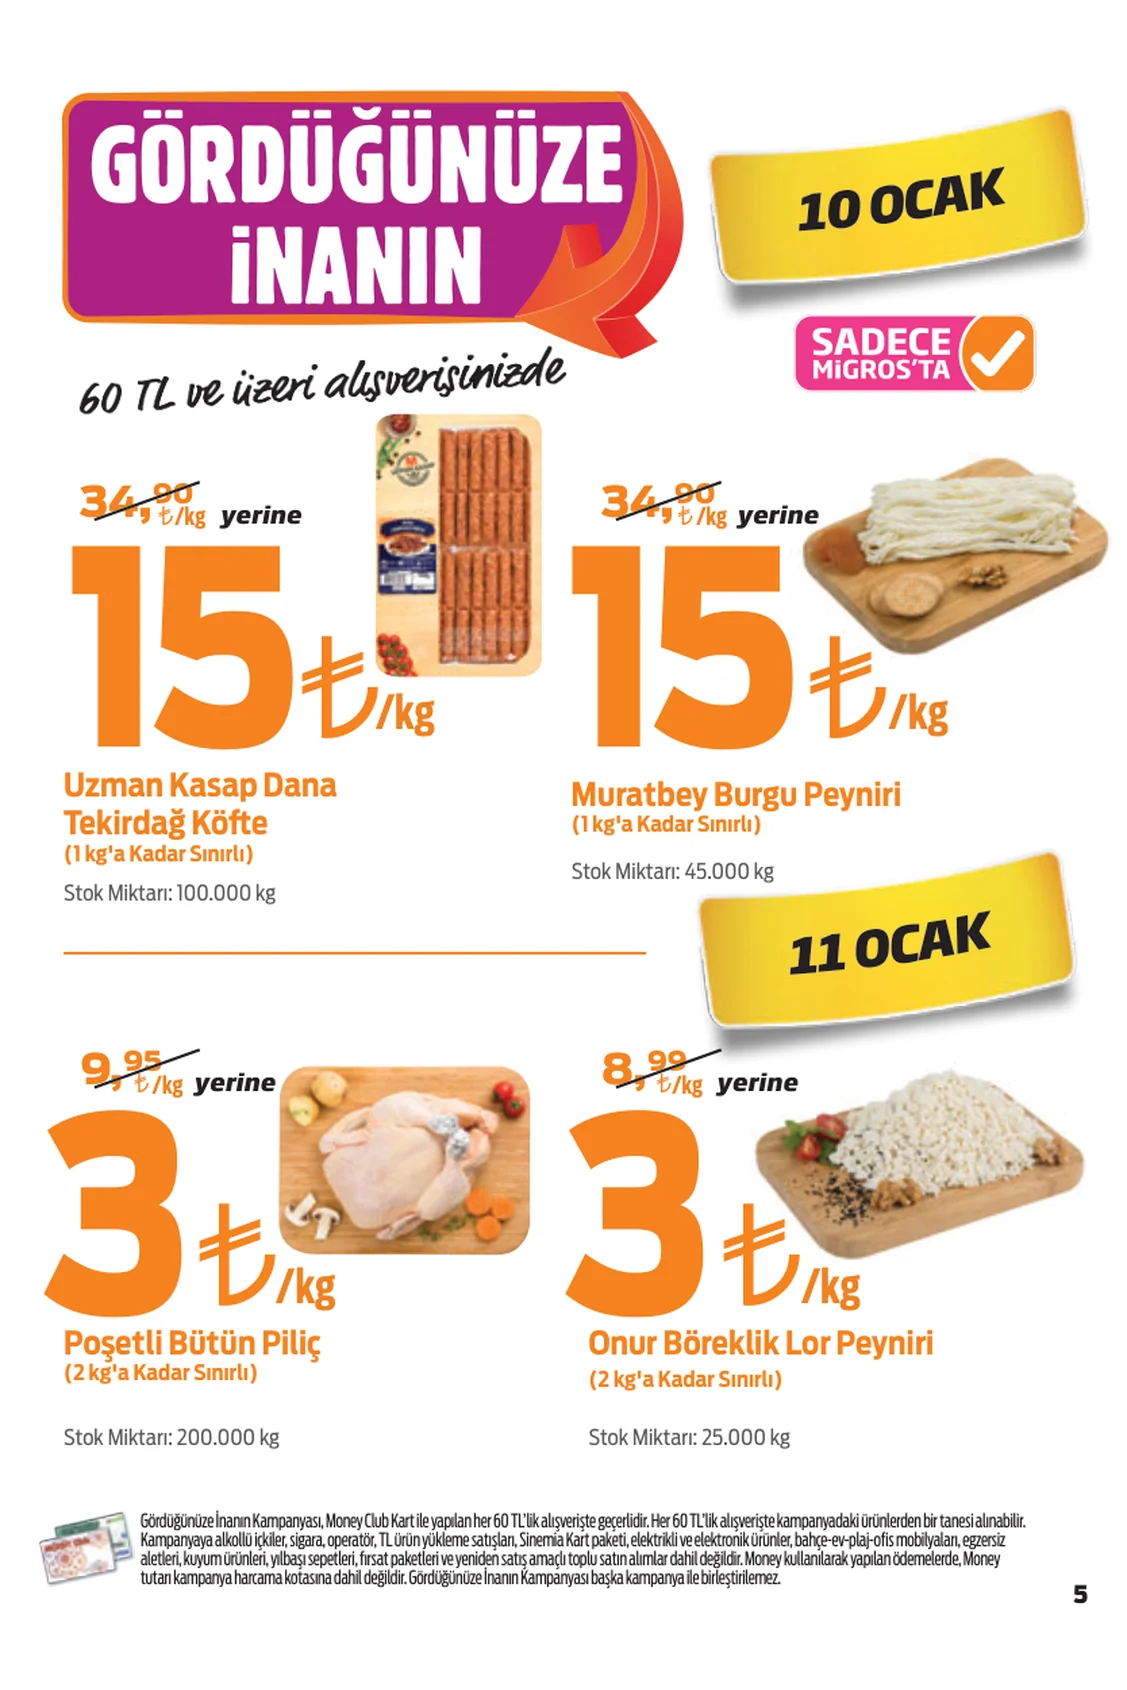 GÖRDÜĞÜNÜZE
iNANIN
10 OCAK
SADECE
MiGROS'TA
60 TL ve üzeri alışverişinizde
34,90 ₺/kg yerine
15 ₺/kg
Uzman Kasap Dana
Tekirdağ Köfte
(1 kg'a Kadar Sınırlı)
Stok Miktarı: 100.000 kg
34,90 ₺/kg yerine
15 ₺/kg
Muratbey Burgu Peyniri
(1 kg'a Kadar Sınırlı)
Stok Miktarı: 45.000 kg
11 OCAK
9,95 ₺/kg yerine
3 ₺/kg
Poşetli Bütün Piliç
(2 kg'a Kadar Sınırlı)
Stok Miktarı: 200.000 kg
8,99 ₺/kg yerine
3 ₺/kg
Onur Böreklik Lor Peyniri
(2 kg'a Kadar Sınırlı)
Stok Miktarı: 25.000 kg
Gördüğünüze İnanın Kampanyası, Money Club Kart ile yapılan her 60 TL'lik alışverişte geçerlidir. Her 60 TL'lik alışverişte kampanyadaki ürünlerden bir tanesi alınabilir.
Kampanyaya alkollü içkiler, sigara, operatör, TL ürün yükleme satışları, Sinemia Kart paketi, elektrikli ve elektronik ürünler, bahçe-ev-plaj-ofis mobilyaları, egzersiz
aletleri, kuyum ürünleri, yılbaşı sepetleri, fırsat paketleri ve yeniden satış amaçlı toplu satın alımlar dahil değildir. Money kullanılarak yapılan ödemelerde, Money
tutarı kampanya harcama kotasına dahil değildir. Gördüğünüze İnanın Kampanyası başka kampanya ile birleştirilemez.
5